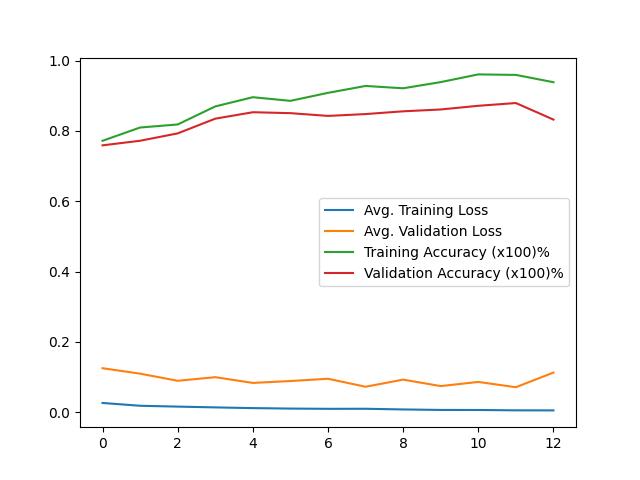 1.0
0.8
0.6
0.4
0.2
0.0
Avg. Training Loss
Avg. Validation Loss
Training Accuracy (x100)%
Validation Accuracy (x100)%
0 2 4 6 8 10 12